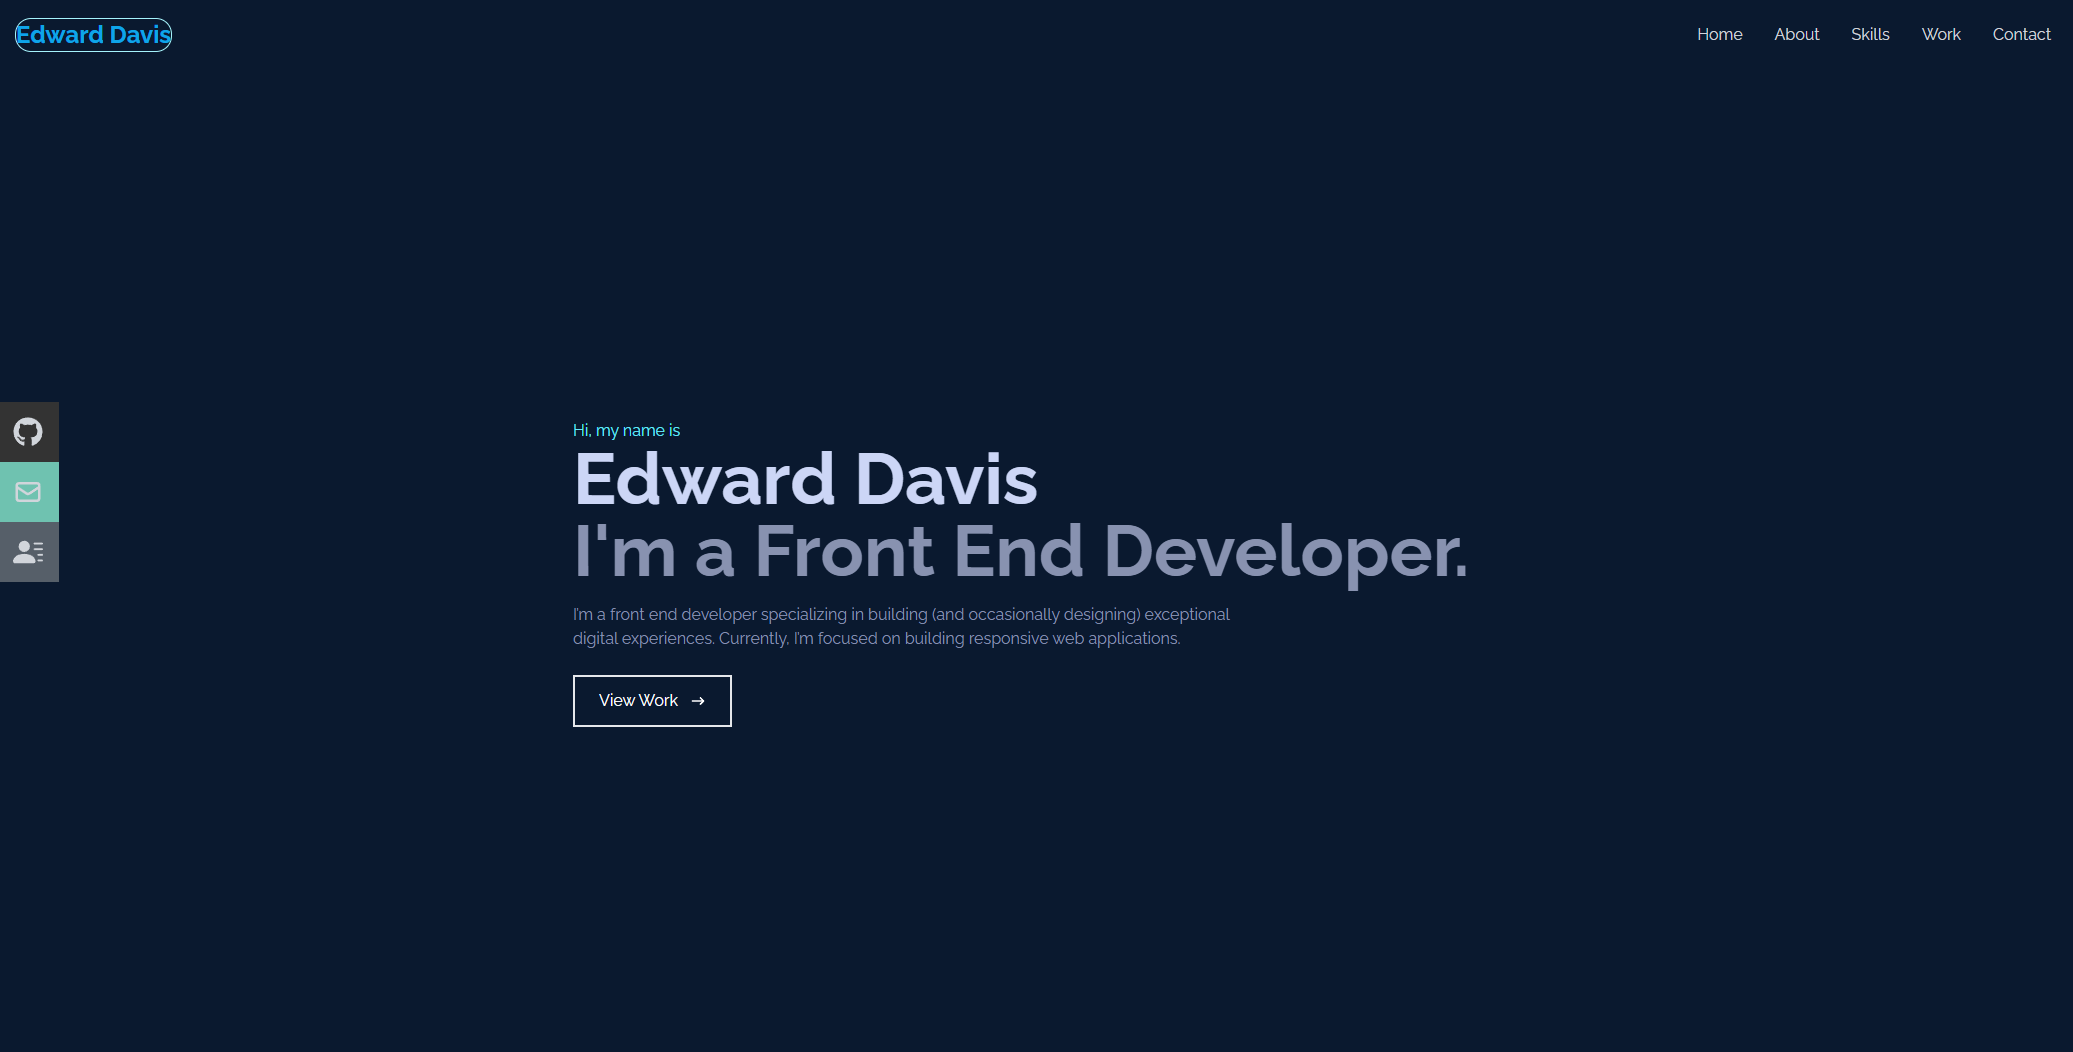 Edward Davis
Home
About
Skills
Work
Contact
Hi, my name is
Edward Davis
I'm a Front End Developer.
I'm a front end developer specializing in building (and occasionally designing) exceptional
digital experiences. Currently, I'm focused on building responsive web applications.
View Work →